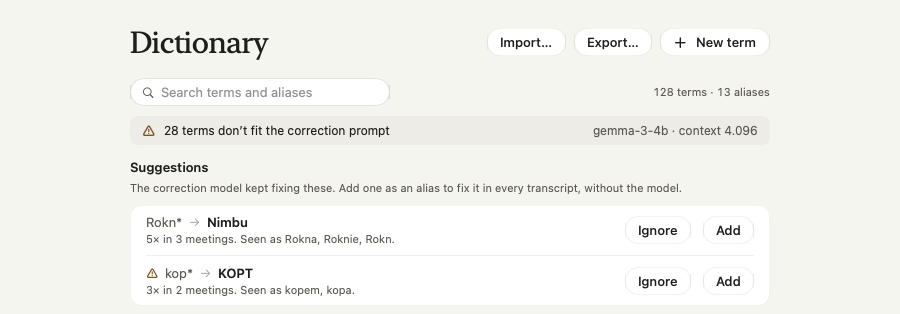 Dictionary
Import...
Export...
+ New term
Search terms and aliases
128 terms · 13 aliases
28 terms don’t fit the correction prompt
gemma-3-4b · context 4.096
Suggestions
The correction model kept fixing these. Add one as an alias to fix it in every transcript, without the model.
Rokn* → Nimbu
5× in 3 meetings. Seen as Rokna, Roknie, Rokn.
Ignore
Add
kop* → KOPT
3× in 2 meetings. Seen as kopem, kopa.
Ignore
Add